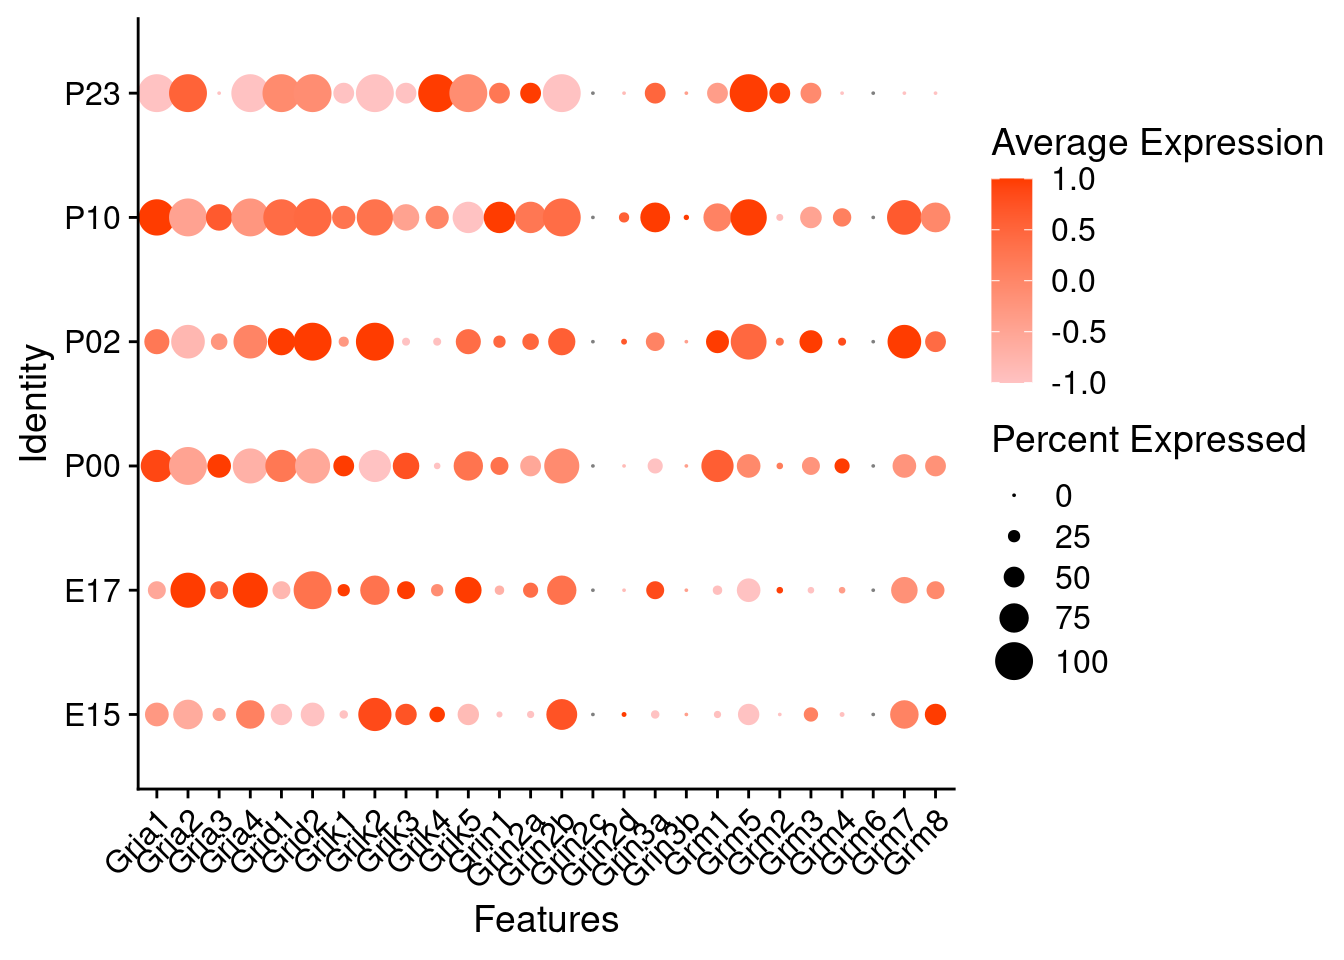 P23
P10
P02
P00
E17
E15
Identity
Gria1
Gria2
Gria3
Gria4
Grid1
Grid2
Grik1
Grik2
Grik3
Grik4
Grik5
Grin1
Grin2a
Grin2b
Grin2c
Grin2d
Grin3a
Grin3b
Grm1
Grm5
Grm2
Grm3
Grm4
Grm6
Grm7
Grm8
Features
Average Expression
1.0
0.5
0.0
-0.5
-1.0
Percent Expressed
0
25
50
75
100